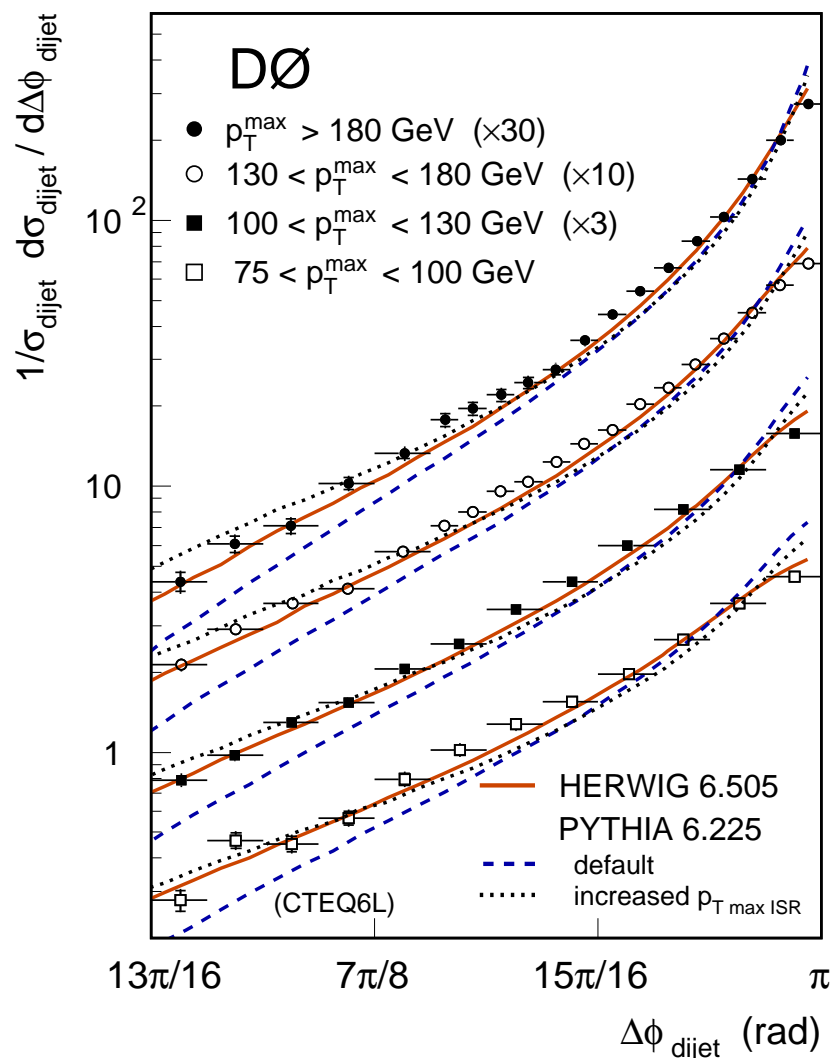 DØ
p_T^max > 180 GeV (×30)
130 < p_T^max < 180 GeV (×10)
100 < p_T^max < 130 GeV (×3)
75 < p_T^max < 100 GeV
1/σ_dijet dσ_dijet / dΔϕ_dijet
10^2
10
1
HERWIG 6.505
PYTHIA 6.225
default
increased p_T max ISR
(CTEQ6L)
13π/16
7π/8
15π/16
π
Δϕ_dijet (rad)